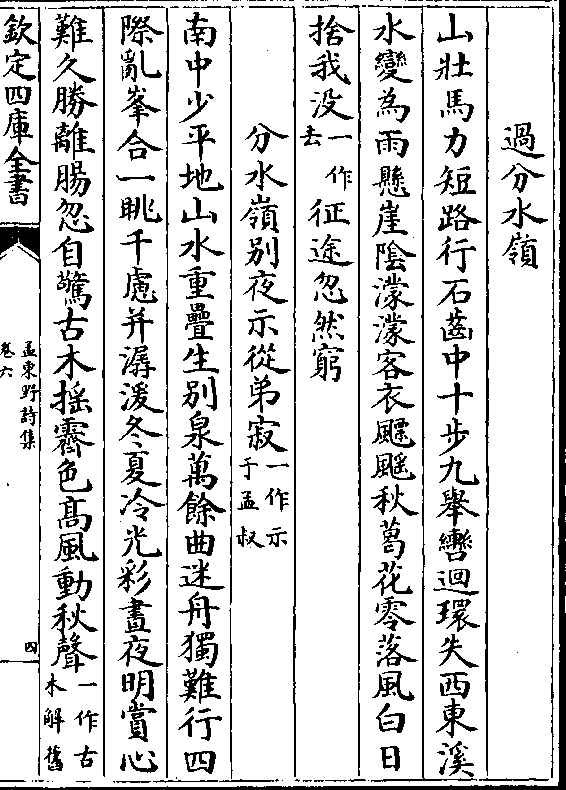 過分水嶺
山壯馬力短路行石齒中十步九舉轡迴環失西東溪
水變為雨懸崖陰濛濛客衣飄颻秋葛花零落風白日
捨我没一作去征途忽然窮
分水嶺别夜示從弟寂一作示于孟叔
南中少平地山水重疊生别泉萬餘曲迷舟獨難行四
際亂峯合一眺千慮并潺湲冬夏冷光彩晝夜明賞心
難久勝離腸忽自驚古木摇霽色髙風動秋聲一作古木解舊
欽定四庫全書
孟東野詩集
卷六
四